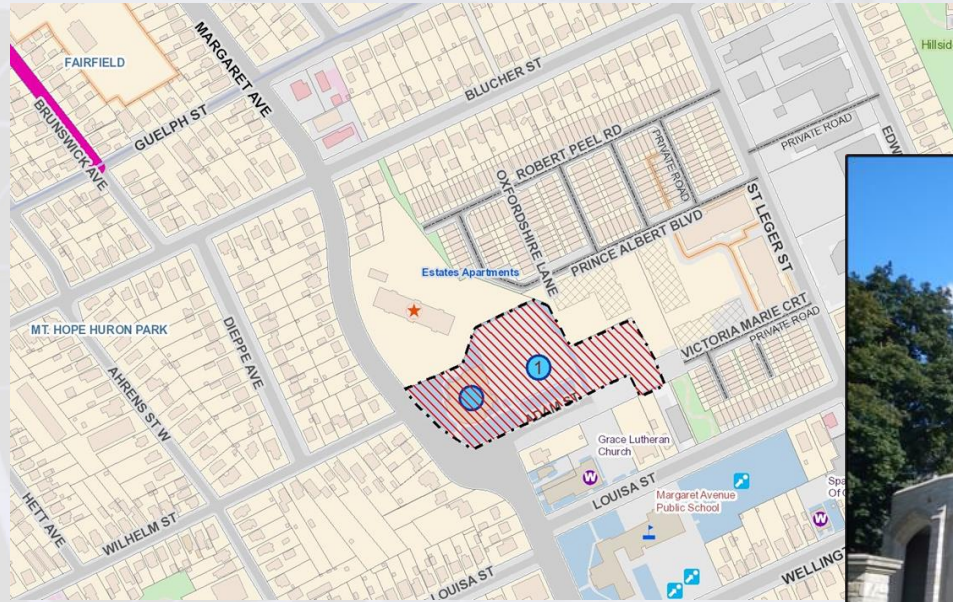 MARGARET AVE
FAIRFIELD
BLUCHER ST
BRUNSWICK AVE
GUELPH ST
Hillsid
PRIVATE ROAD
ROBERT PEEL RD
PRIVATE ROAD
OXFORDSHIRE LANE
PRINCE ALBERT BLVD
ST LEGER ST
Estates Apartments
MT. HOPE HURON PARK
DIEPPE AVE
AHRENS ST W
VICTORIA MARIE CRT
PRIVATE ROAD
1
ADAM ST
Grace Lutheran
Church
W
LOUISA ST
Margaret Avenue
Public School
Spa
Of
W
HETT AVE
WILHELM ST
LOUISA ST
WELLING